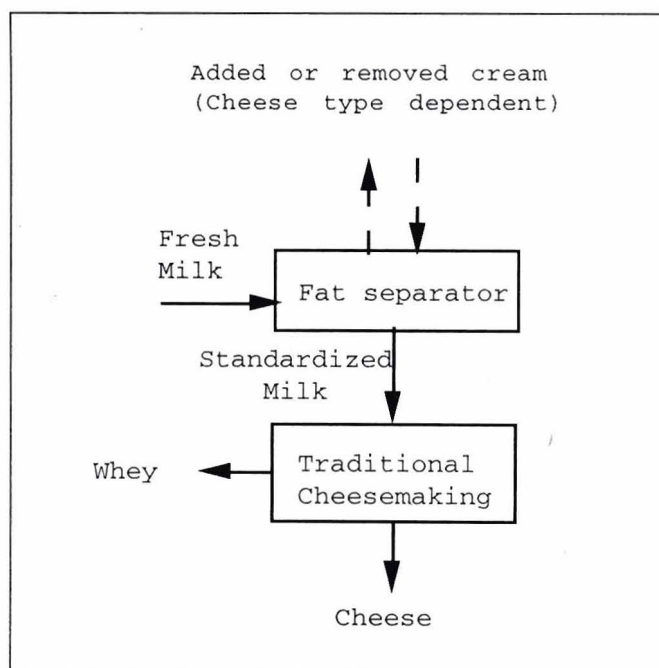 Added or removed cream
(Cheese type dependent)
Fresh
Milk
Fat separator
Standardized
Milk
Whey
Traditional
Cheesemaking
Cheese